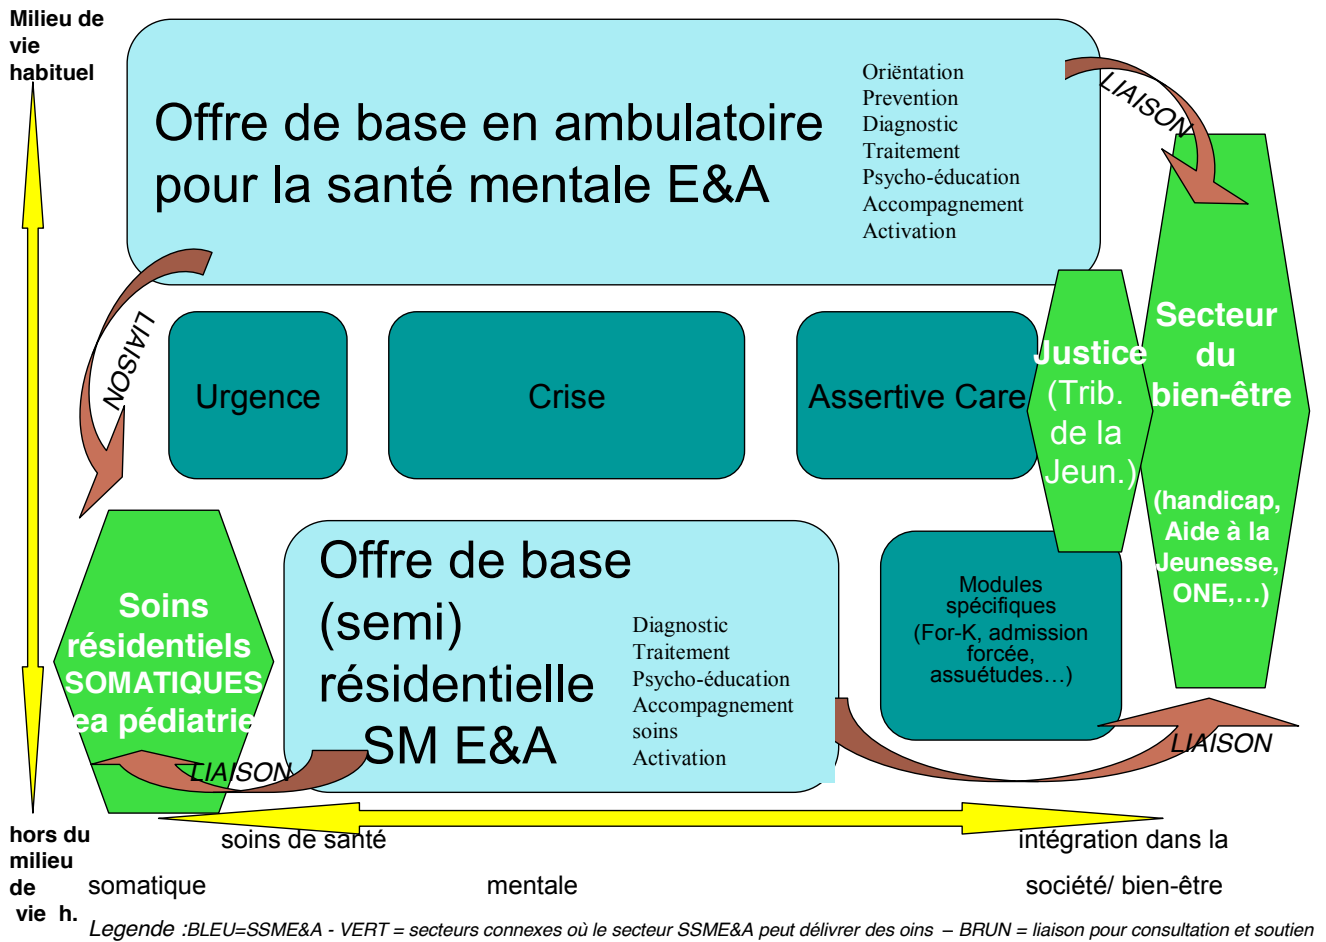 Milieu de
vie
habituel
Offre de base en ambulatoire
pour la santé mentale E&A
Oriëntation
Prevention
Diagnostic
Traitement
Psycho-éducation
Accompagnement
Activation
LIAISON
LIAISON
Urgence
Crise
Assertive Care
Justice
(Trib.
de la
Jeun.)
Secteur
du
bien-être
(handicap,
Aide à la
Jeunesse,
ONE,…)
Soins
résidentiels
SOMATIQUES
ea pédiatrie
LIAISON
Offre de base
(semi)
résidentielle
SM E&A
Diagnostic
Traitement
Psycho-éducation
Accompagnement
soins
Activation
Modules
spécifiques
(For-K, admission
forcée,
assuétudes…)
LIAISON
hors du
milieu
de
vie h.
soins de santé
intégration dans la
somatique
mentale
société/ bien-être
Legende :BLEU=SSME&A - VERT = secteurs connexes où le secteur SSME&A peut délivrer des oins – BRUN = liaison pour consultation et soutien